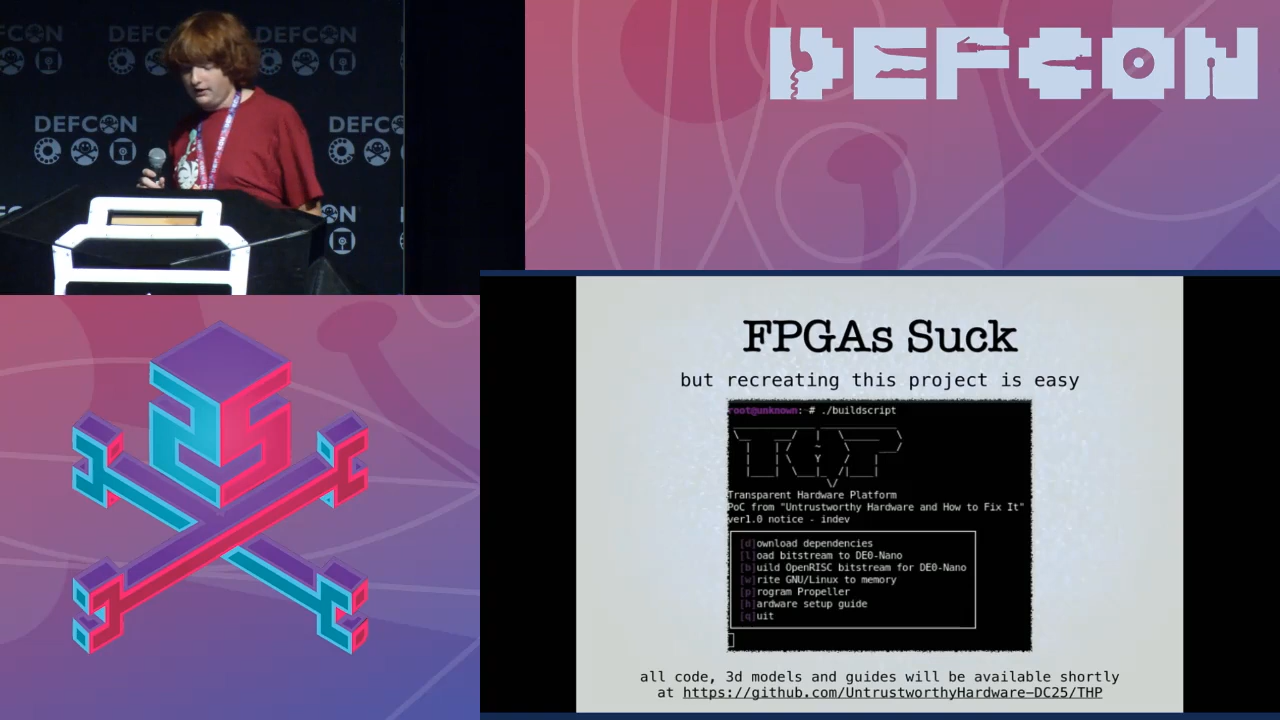 DEFCON
DEFCON
DEFCON
DEFCON
DEFCON
DEFCON
FPGAs Suck
but recreating this project is easy
root@unknown:~# ./buildscript
THP
Transparent Hardware Platform
PoC from "Untrustworthy Hardware and How to Fix It"
ver1.0 notice - indev
[d]ownload dependencies
[l]oad bitstream to DE0-Nano
[b]uild OpenRISC bitstream for DE0-Nano
[w]rite GNU/Linux to memory
[p]rogram Propeller
[h]ardware setup guide
[q]uit
all code, 3d models and guides will be available shortly
at https://github.com/UntrustworthyHardware-DC25/THP